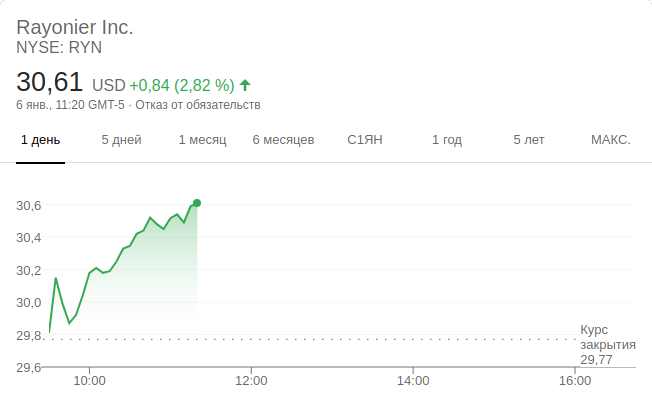 Rayonier Inc.
NYSE: RYN
30,61 USD +0,84 (2,82 %)
6 янв., 11:20 GMT-5 · Отказ от обязательств
1 день 5 дней 1 месяц 6 месяцев С1ЯН 1 год 5 лет МАКС.
30,6
30,4
30,2
30,0
29,8
29,6
Курс
закрытия
29,77
10:00 12:00 14:00 16:00